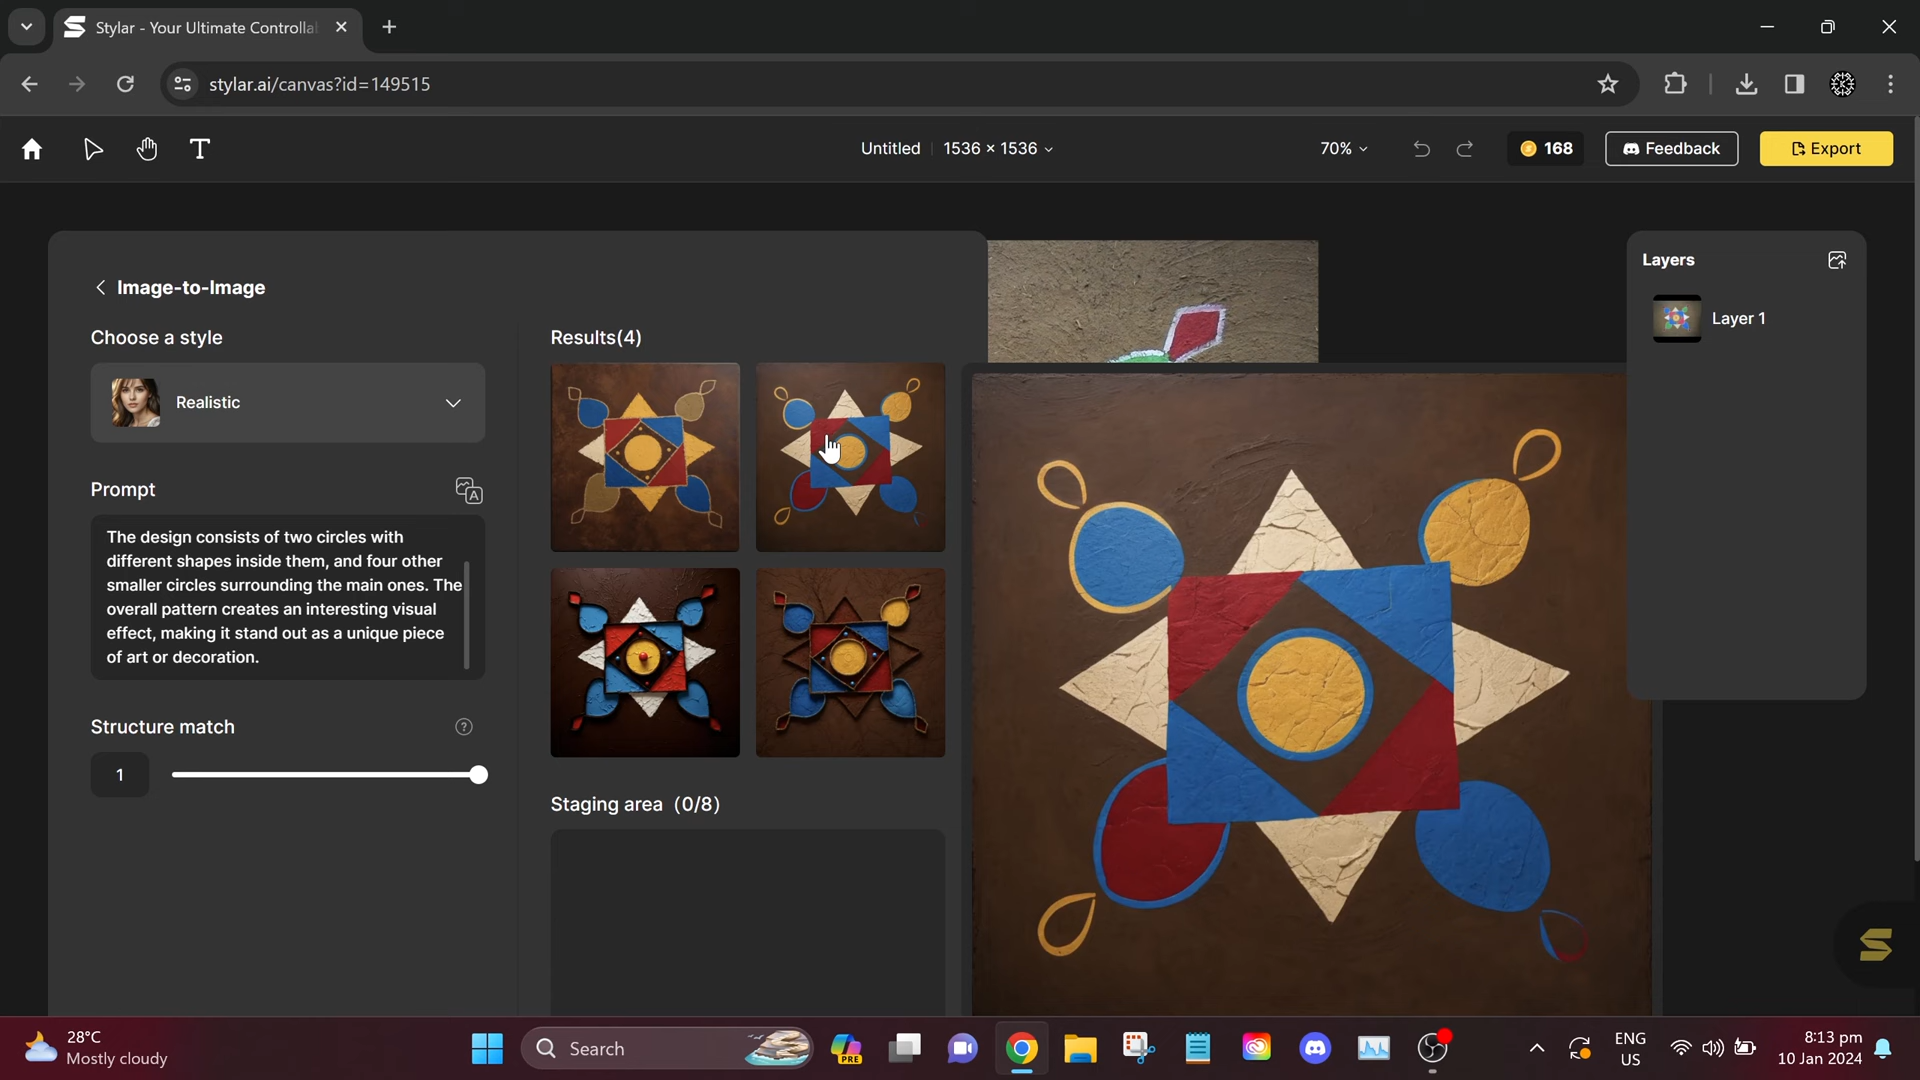 Stylar - Your Ultimate Controlla
stylar.ai/canvas?id=149515
Untitled
1536 × 1536
70%
168
Feedback
Export
Image-to-Image
Choose a style
Realistic
Prompt
A
The design consists of two circles with
different shapes inside them, and four other
smaller circles surrounding the main ones. The
overall pattern creates an interesting visual
effect, making it stand out as a unique piece
of art or decoration.
Structure match
?
1
Results(4)
Staging area (0/8)
Layers
Layer 1
28°C
Mostly cloudy
Search
PRE
ENG
US
8:13 pm
10 Jan 2024